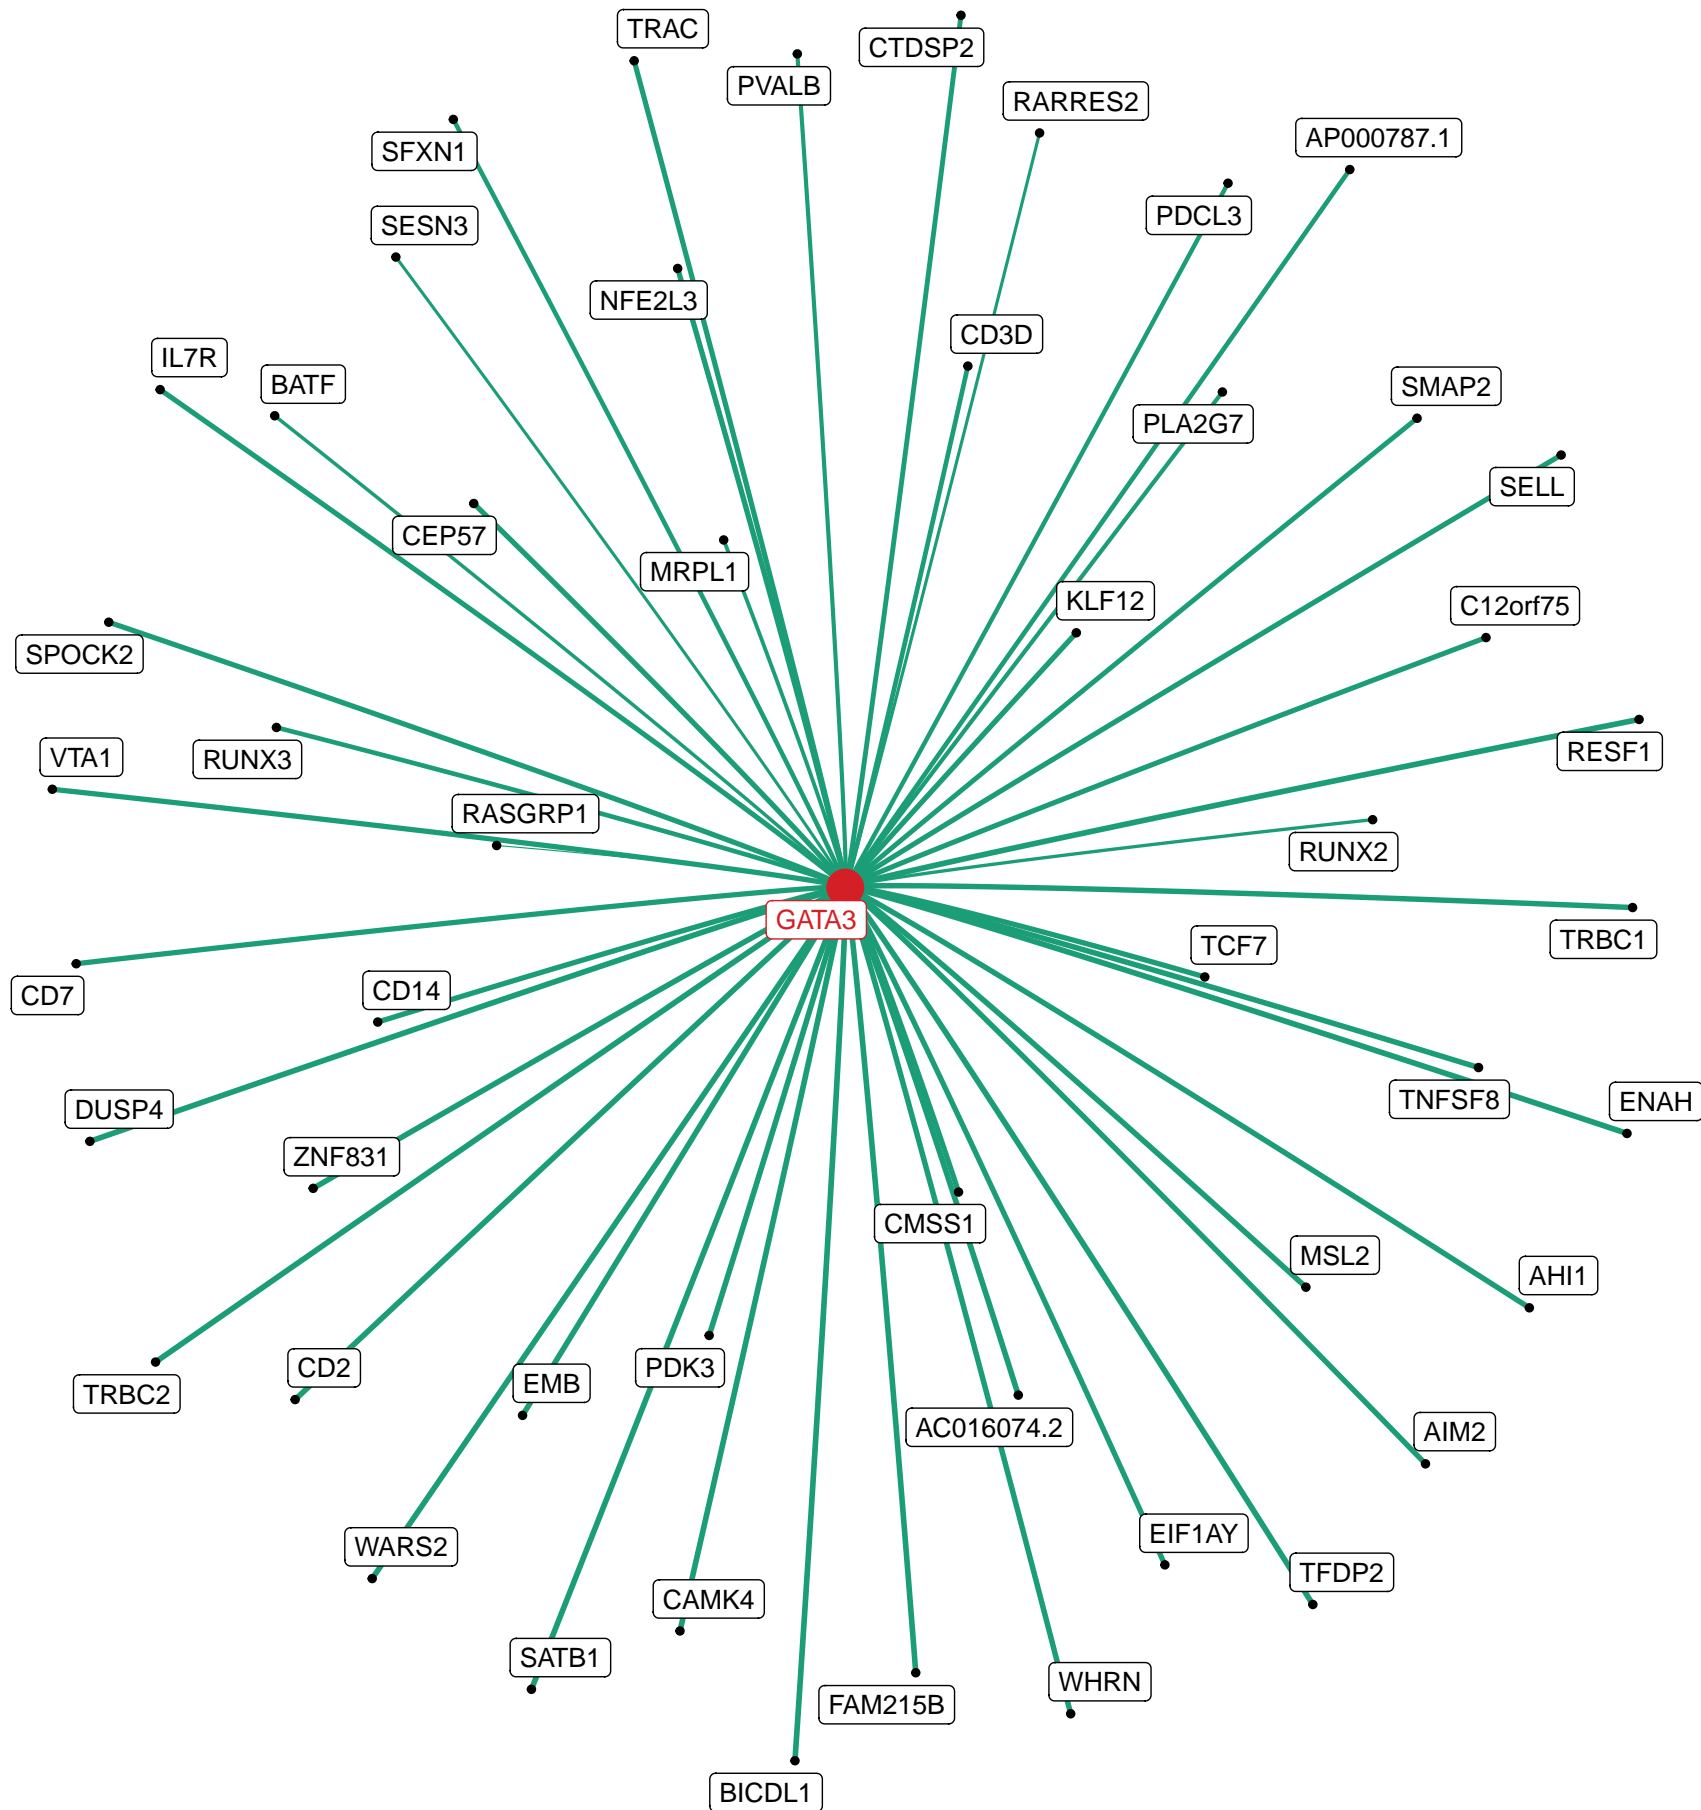 CTDSP2
TRAC
PVALB
RARRES2
AP000787.1
SFXN1
PDCL3
SESN3
NFE2L3
CD3D
IL7R
BATF
SMAP2
PLA2G7
SELL
CEP57
MRPL1
KLF12
C12orf75
SPOCK2
RUNX3
VTA1
RESF1
RASGRP1
RUNX2
GATA3
TRBC1
TCF7
CD7
CD14
DUSP4
TNFSF8
ENAH
ZNF831
CMSS1
MSL2
AHI1
TRBC2
CD2
EMB
PDK3
AC016074.2
AIM2
WARS2
EIF1AY
TFDP2
CAMK4
SATB1
WHRN
FAM215B
BICDL1